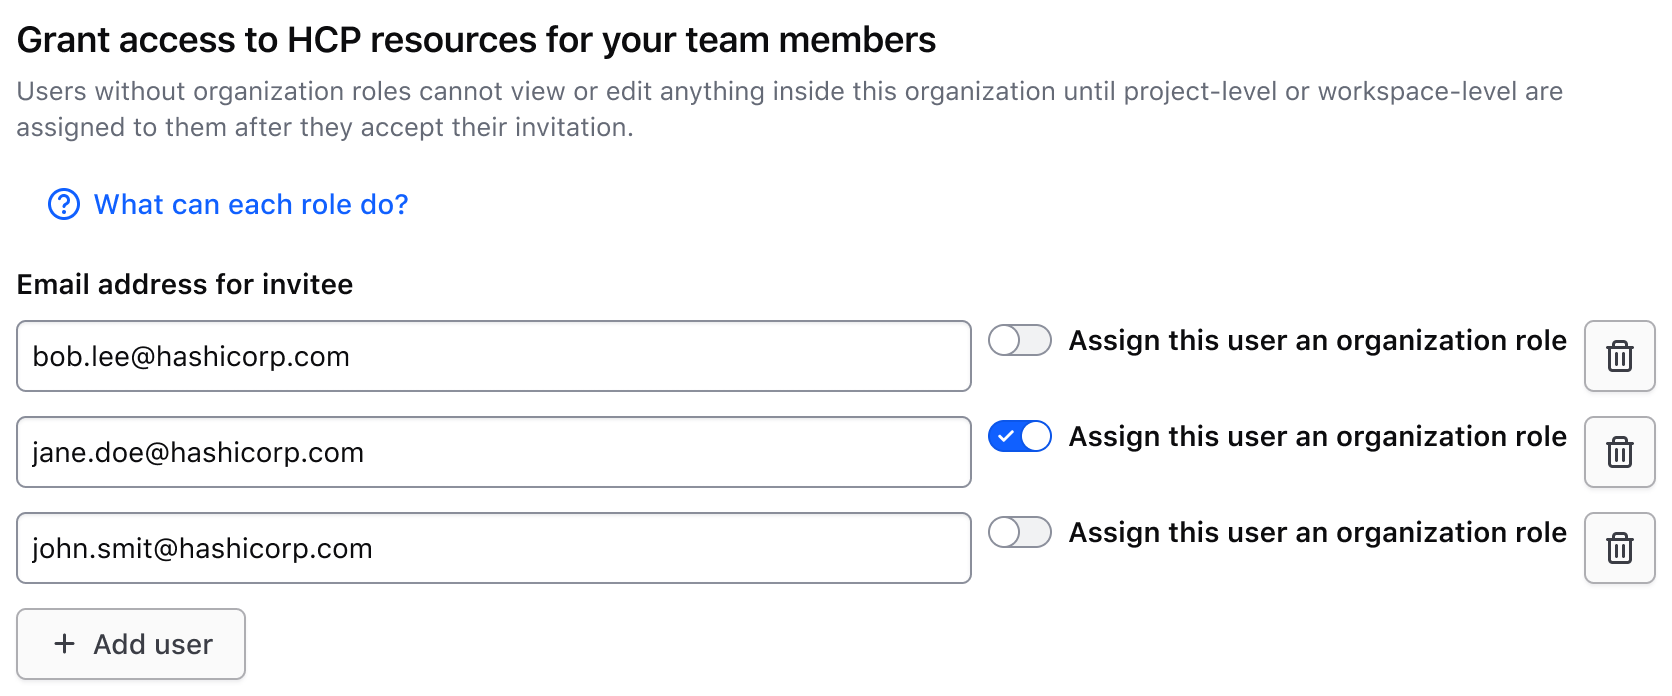 Grant access to HCP resources for your team members
Users without organization roles cannot view or edit anything inside this organization until project-level or workspace-level are
assigned to them after they accept their invitation.
What can each role do?
Email address for invitee
bob.lee@hashicorp.com
Assign this user an organization role
jane.doe@hashicorp.com
Assign this user an organization role
john.smit@hashicorp.com
Assign this user an organization role
+ Add user